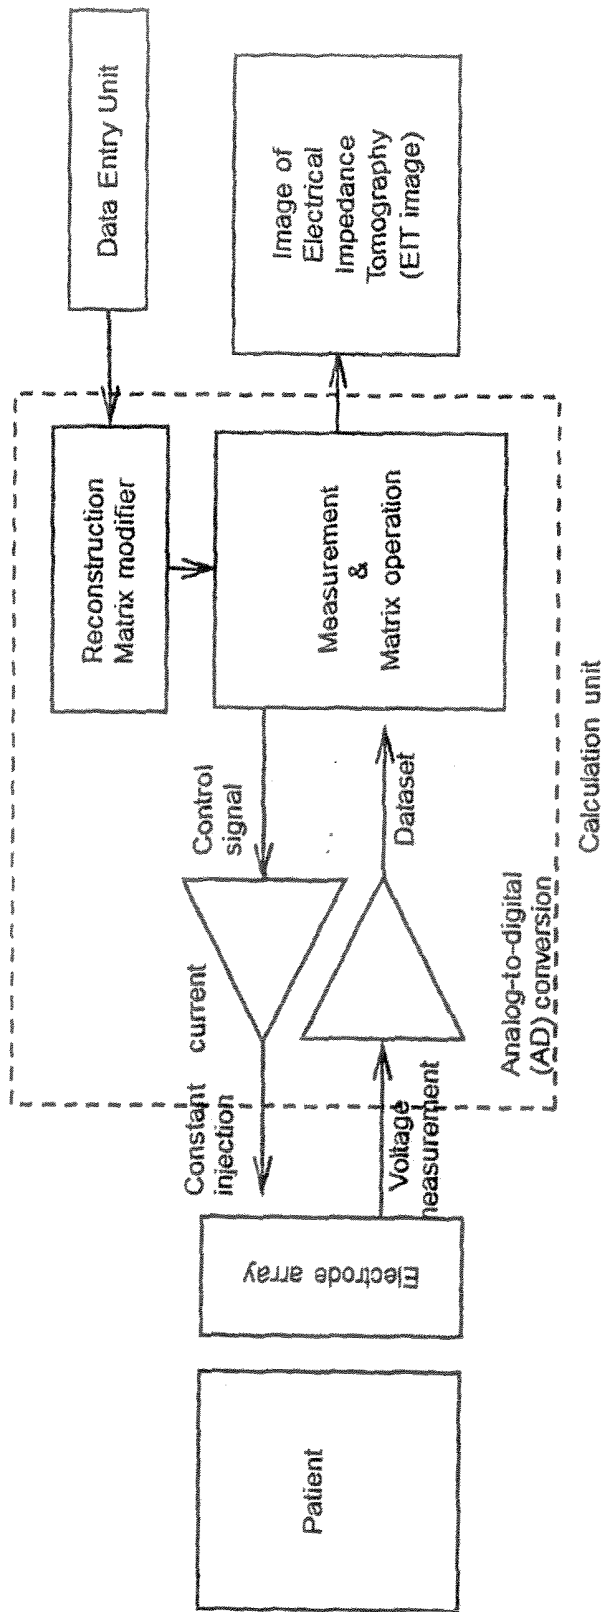 Patient
Electrode array
Constant current
injection
Voltage
measurement
Analog-to-digital
(AD) conversion
Control
signal
Dataset
Reconstruction
Matrix modifier
Measurement
&
Matrix operation
Calculation unit
Data Entry Unit
Image of
Electrical
Impedance
Tomography
(EIT image)